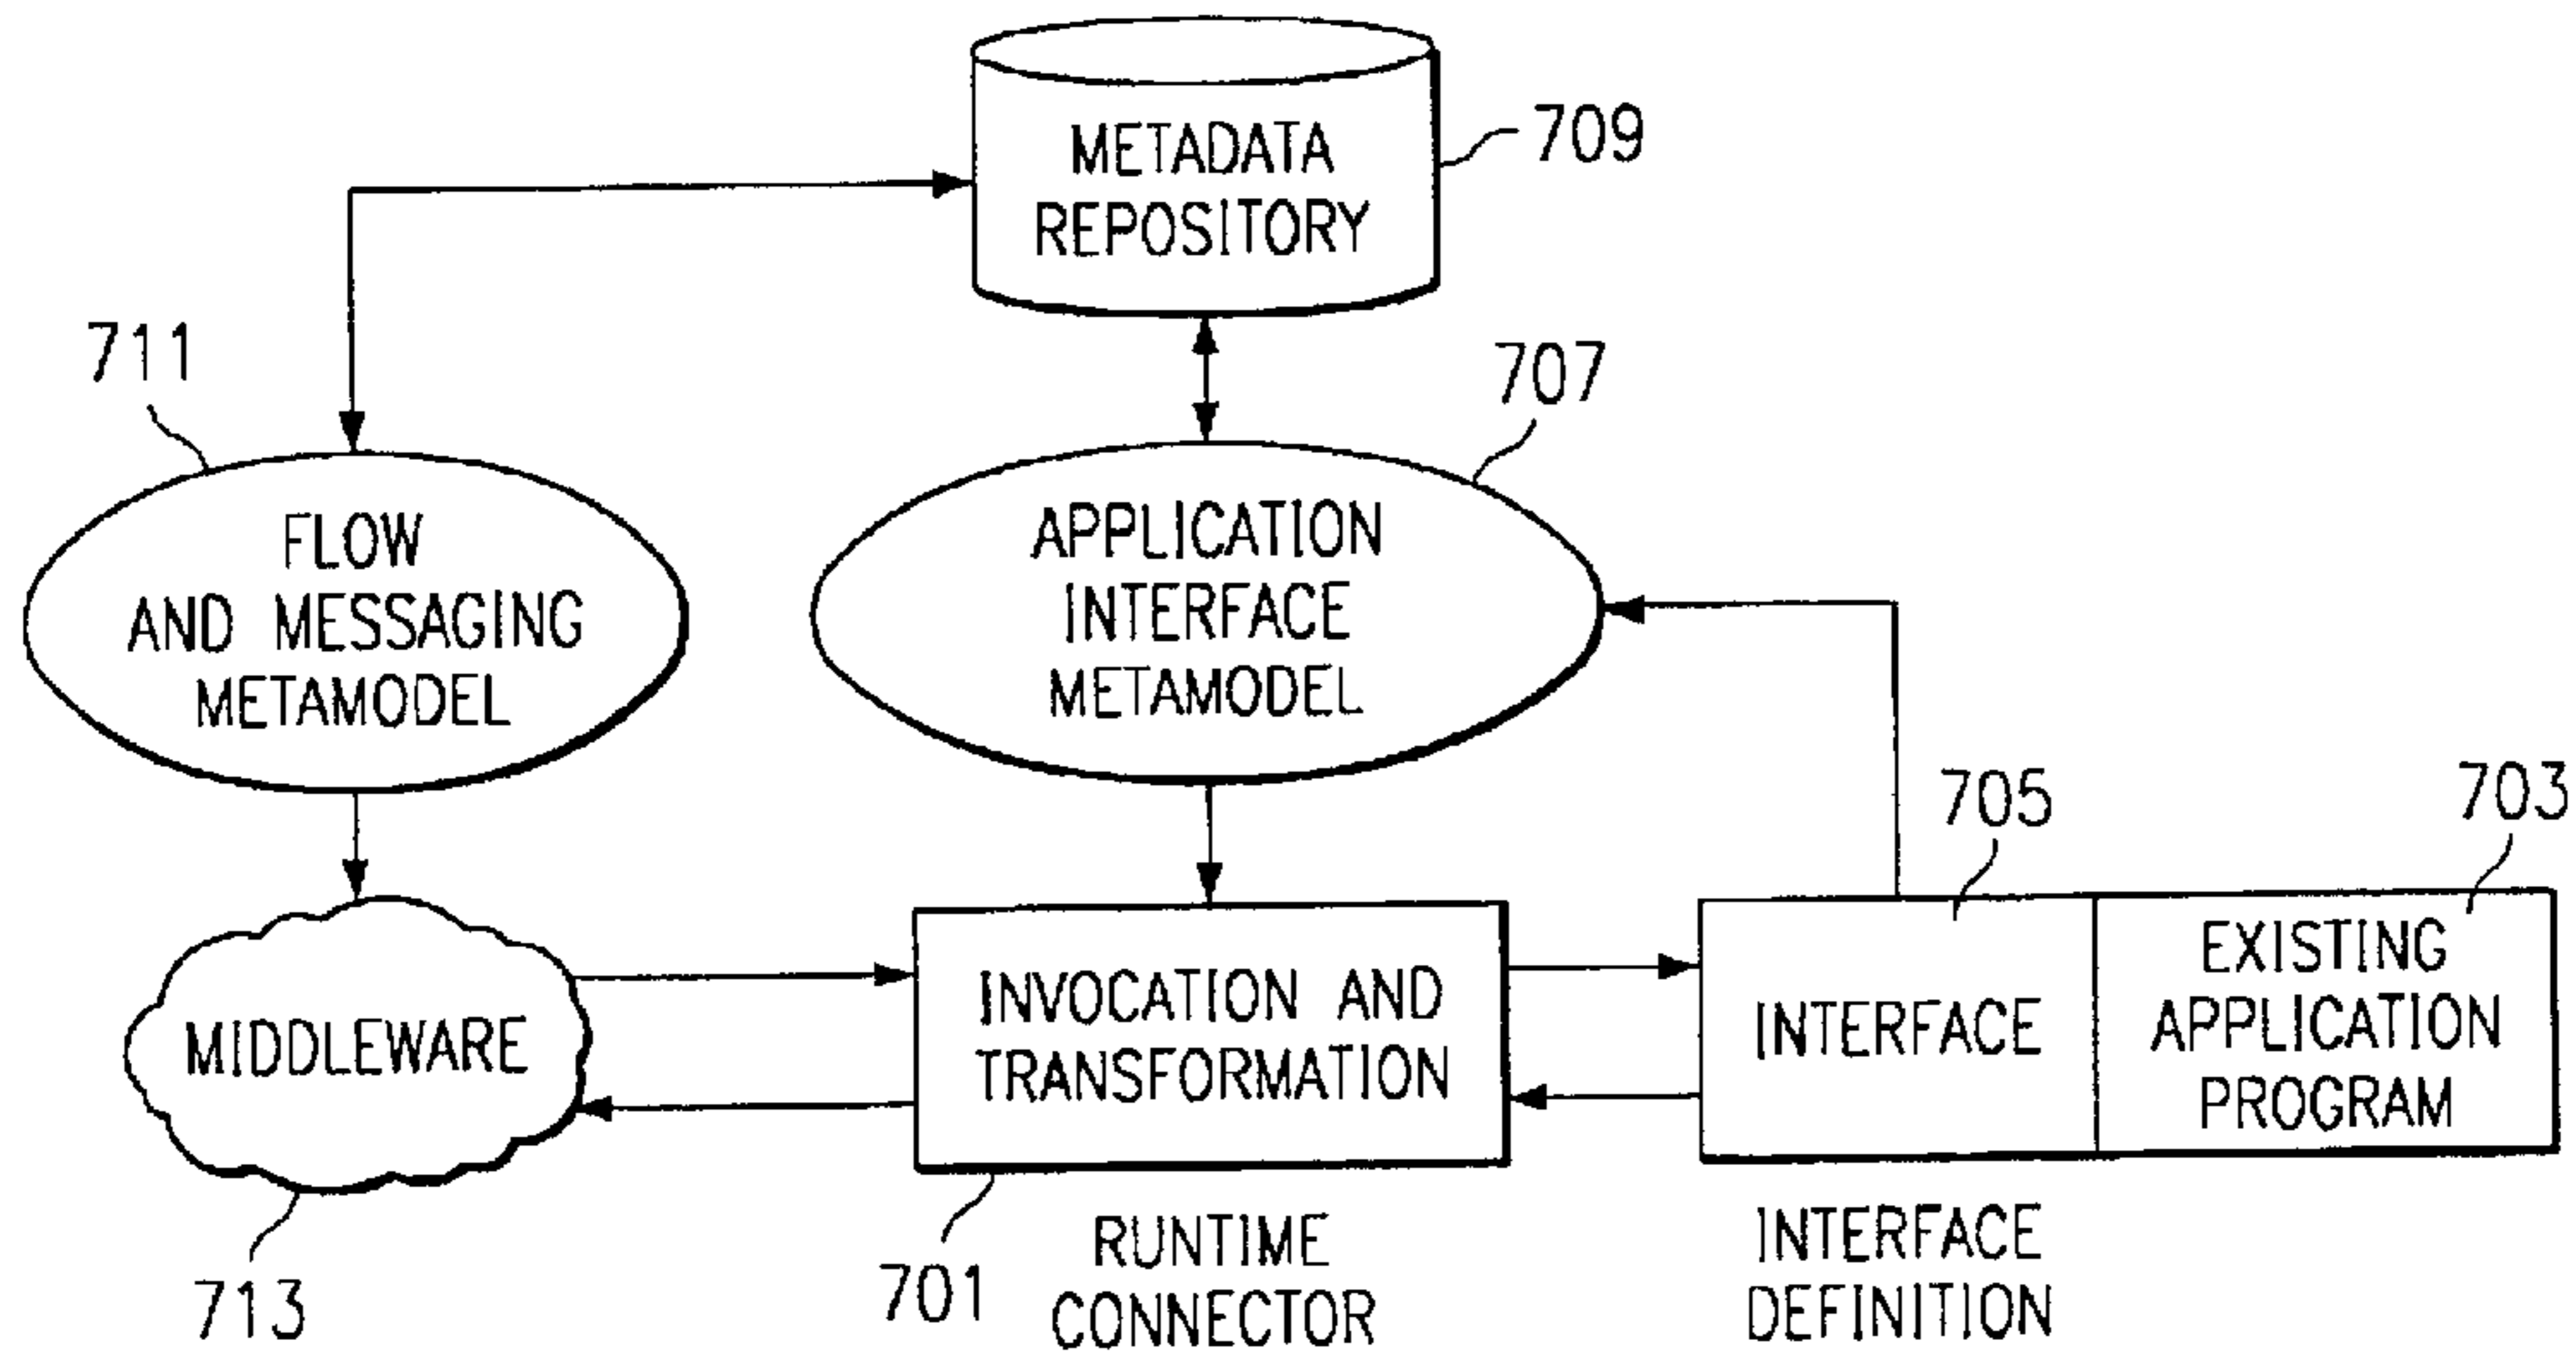 METADATA
REPOSITORY
709
711
707
FLOW
AND MESSAGING
METAMODEL
APPLICATION
INTERFACE
METAMODEL
705
703
MIDDLEWARE
INVOCATION AND
TRANSFORMATION
INTERFACE
EXISTING
APPLICATION
PROGRAM
713
701
RUNTIME
CONNECTOR
INTERFACE
DEFINITION